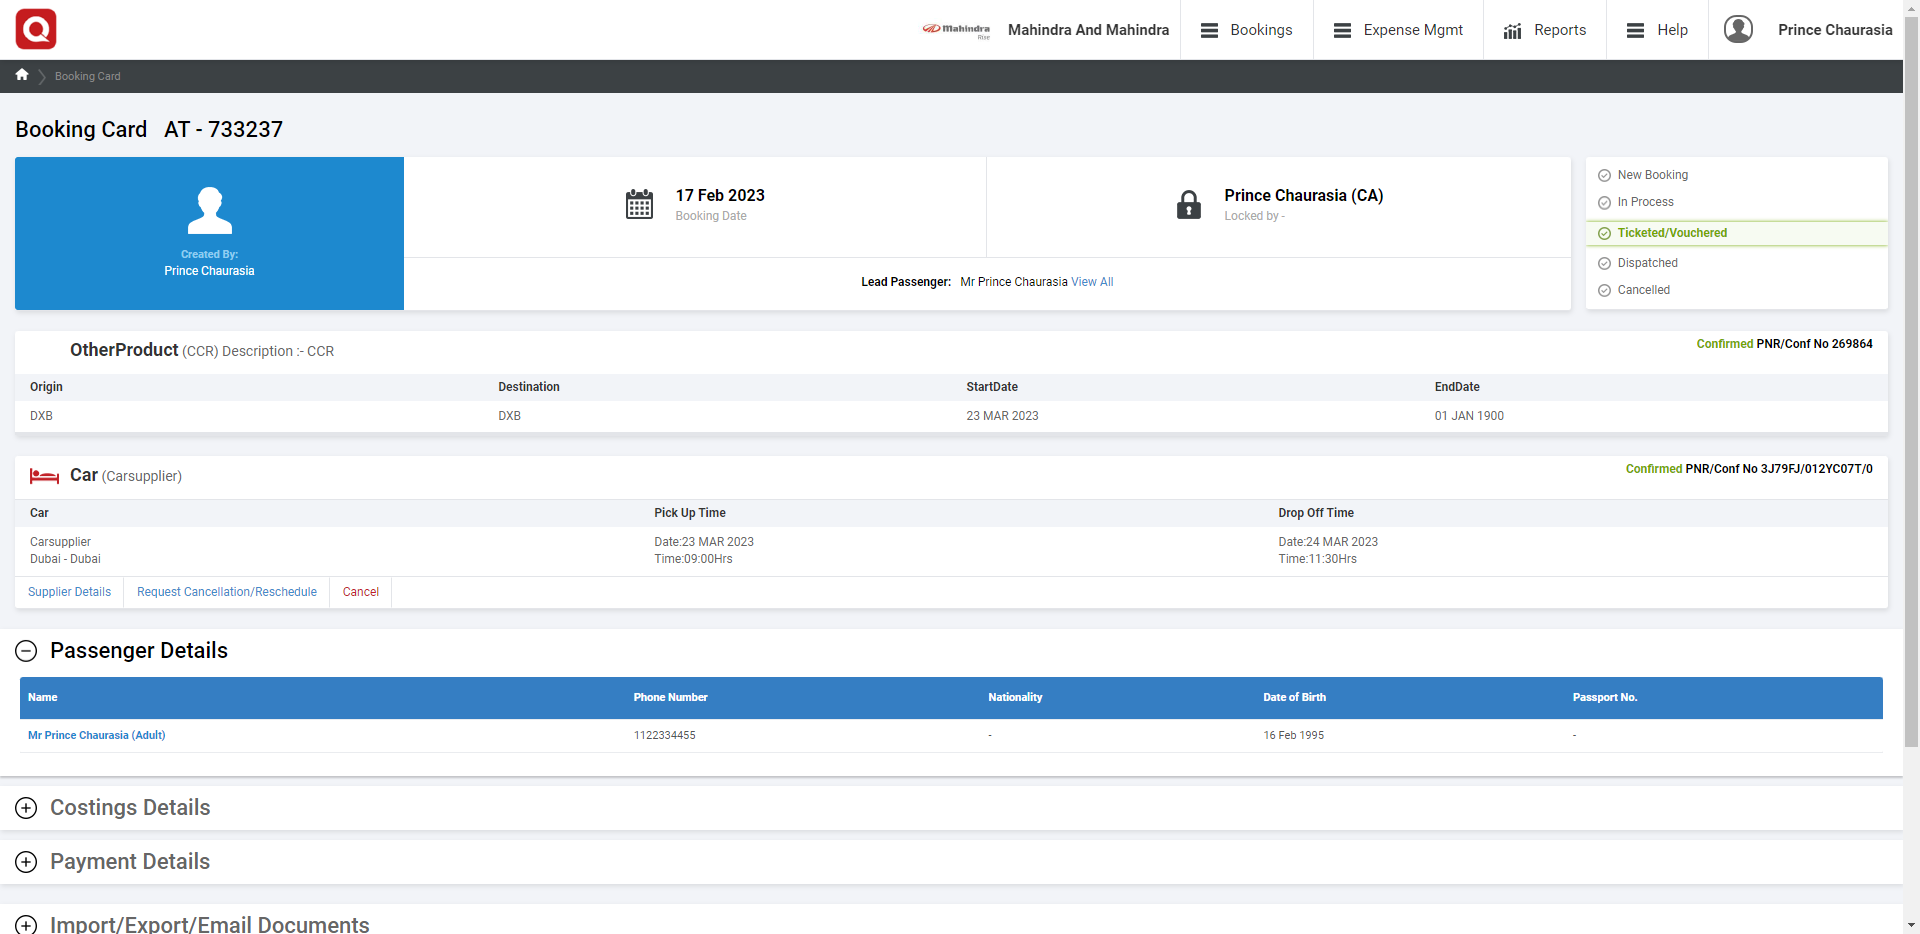 Q
Mahindra
Rise
Mahindra And Mahindra
Bookings
Expense Mgmt
Reports
Help
Prince Chaurasia
Booking Card
Booking Card AT - 733237
Created By:
Prince Chaurasia
17 Feb 2023
Booking Date
Prince Chaurasia (CA)
Locked by -
Lead Passenger: Mr Prince Chaurasia View All
New Booking
In Process
Ticketed/Vouchered
Dispatched
Cancelled
OtherProduct (CCR) Description :- CCR
Confirmed PNR/Conf No 269864
Origin Destination StartDate EndDate
DXB DXB 23 MAR 2023 01 JAN 1900
Car (Carsupplier)
Confirmed PNR/Conf No 3J79FJ/012YC07T/0
Car Pick Up Time Drop Off Time
Carsupplier Date:23 MAR 2023 Date:24 MAR 2023
Dubai - Dubai Time:09:00Hrs Time:11:30Hrs
Supplier Details Request Cancellation/Reschedule Cancel
Passenger Details
Name Phone Number Nationality Date of Birth Passport No.
Mr Prince Chaurasia (Adult) 1122334455 - 16 Feb 1995 -
Costings Details
Payment Details
Import/Export/Email Documents